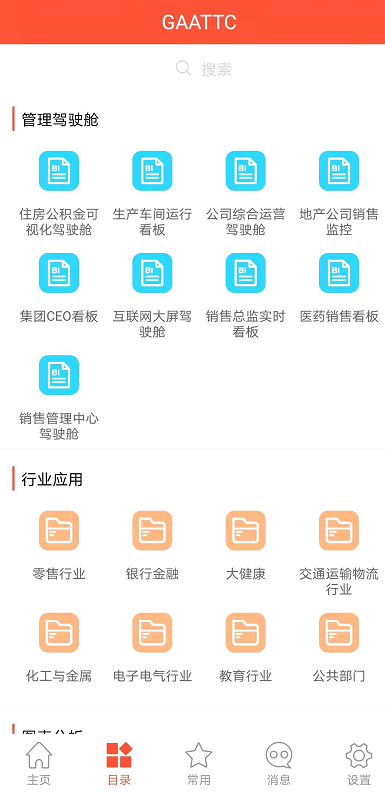 GAATTC
搜索
管理驾驶舱
BI
BI
BI
BI
住房公积金可
视化驾驶舱
生产车间运行
看板
公司综合运营
驾驶舱
地产公司销售
监控
BI
BI
BI
BI
集团CEO看板
互联网大屏驾
驶舱
销售总监实时
看板
医药销售看板
BI
销售管理中心
驾驶舱
行业应用
零售行业
银行金融
大健康
交通运输物流
行业
化工与金属
电子电气行业
教育行业
公共部门
主页
目录
常用
消息
设置